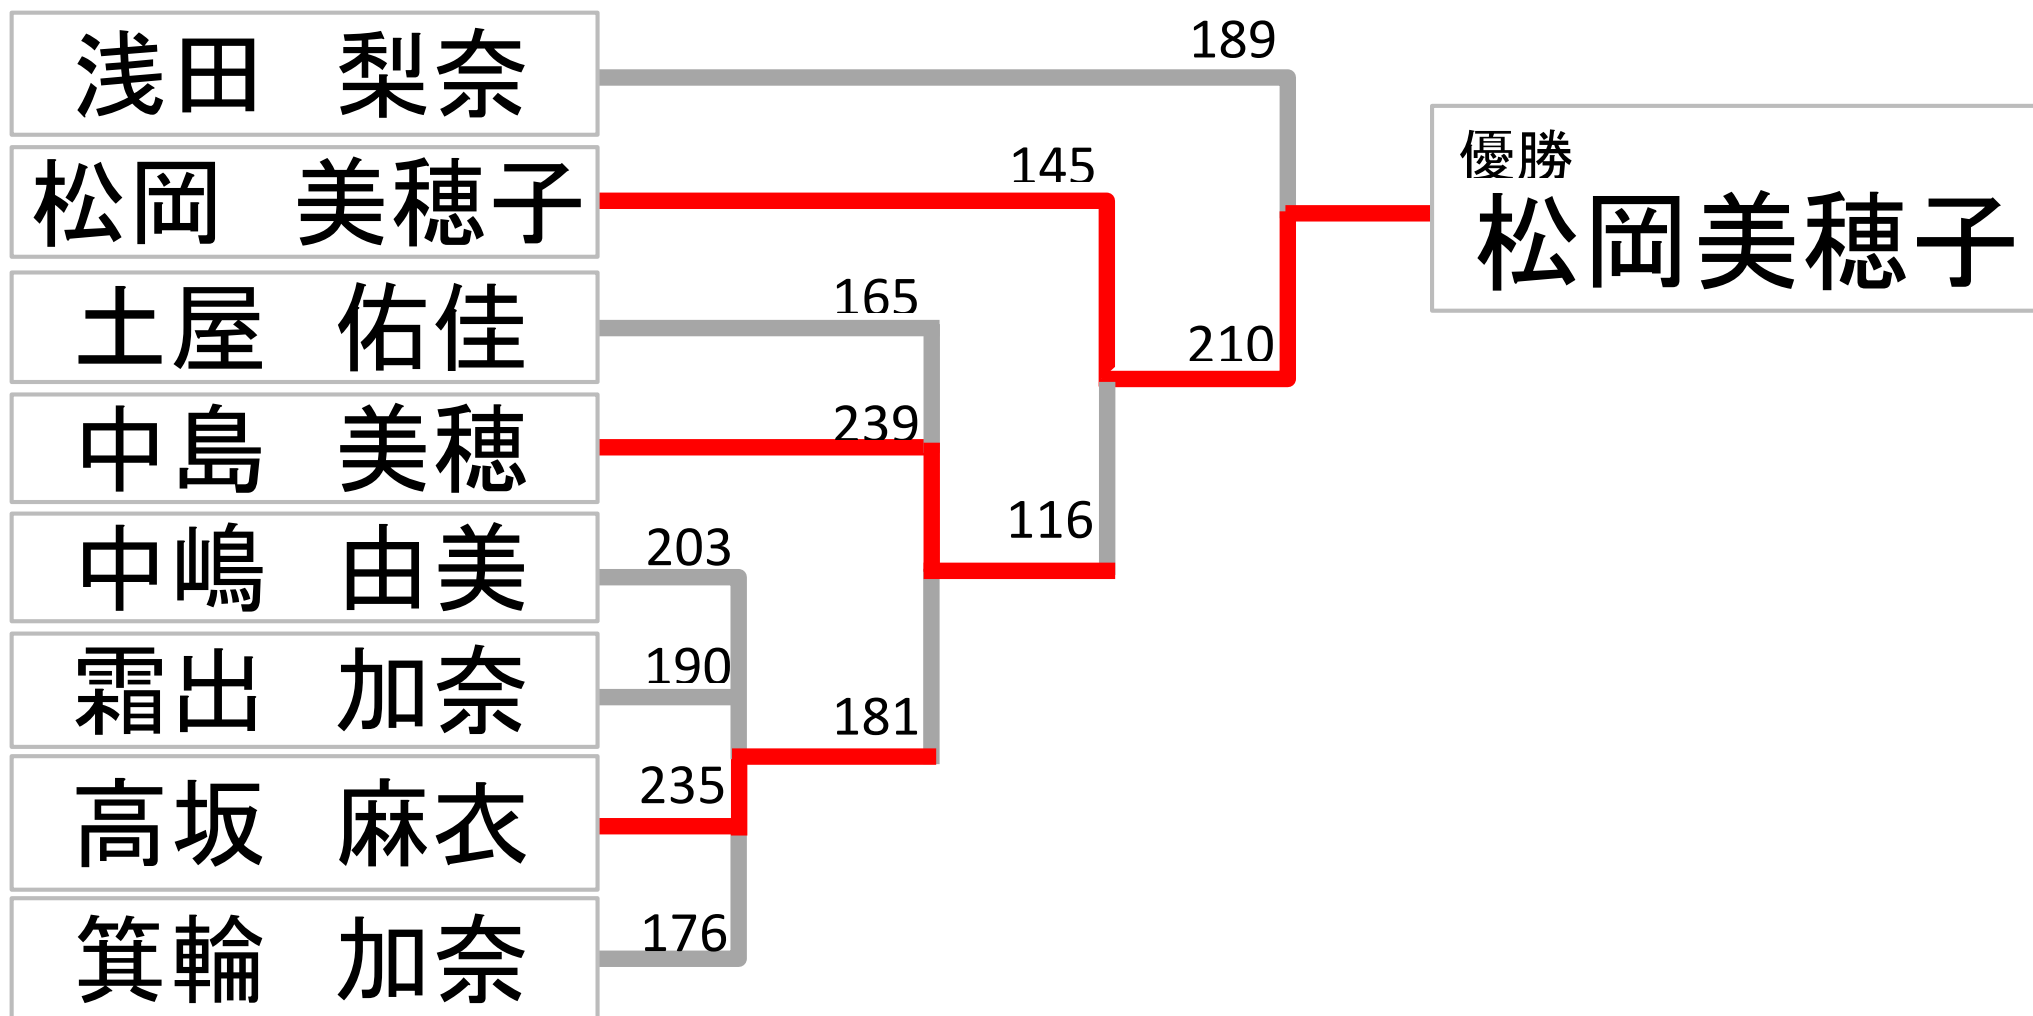 浅田　梨奈
189
松岡　美穂子
145
優勝
松岡美穂子
土屋　佑佳
165
210
中島　美穂
239
116
中嶋　由美
203
霜出　加奈
190
181
高坂　麻衣
235
箕輪　加奈
176